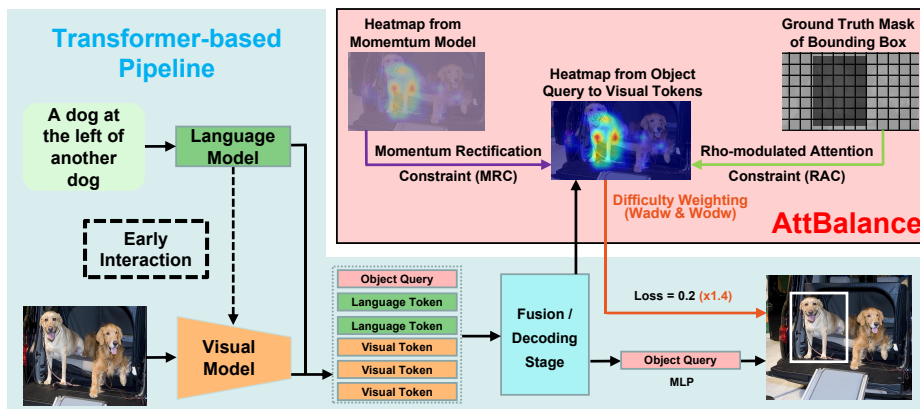 Transformer-based
Pipeline
A dog at
the left of
another
dog
Language
Model
Early
Interaction
Visual
Model
Heatmap from
Momemtum Model
Heatmap from Object
Query to Visual Tokens
Ground Truth Mask
of Bounding Box
Momentum Rectification
Constraint (MRC)
Rho-modulated Attention
Constraint (RAC)
Difficulty Weighting
(Wadw & Wodw)
AttBalance
Object Query
Language Token
Language Token
Visual Token
Visual Token
Visual Token
Fusion /
Decoding
Stage
Loss = 0.2 (x1.4)
Object Query
MLP